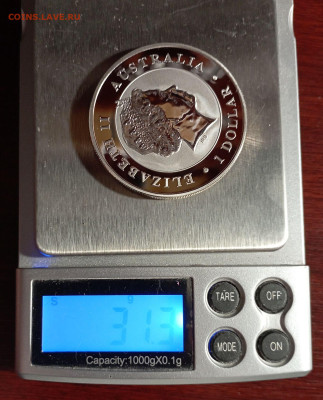 COINS.LAVE.RU
ELIZABETH II AUSTRALIA • 1 DOLLAR •
S g
31.3
TARE OFF
MODE ON
Capacity:1000gX0.1g